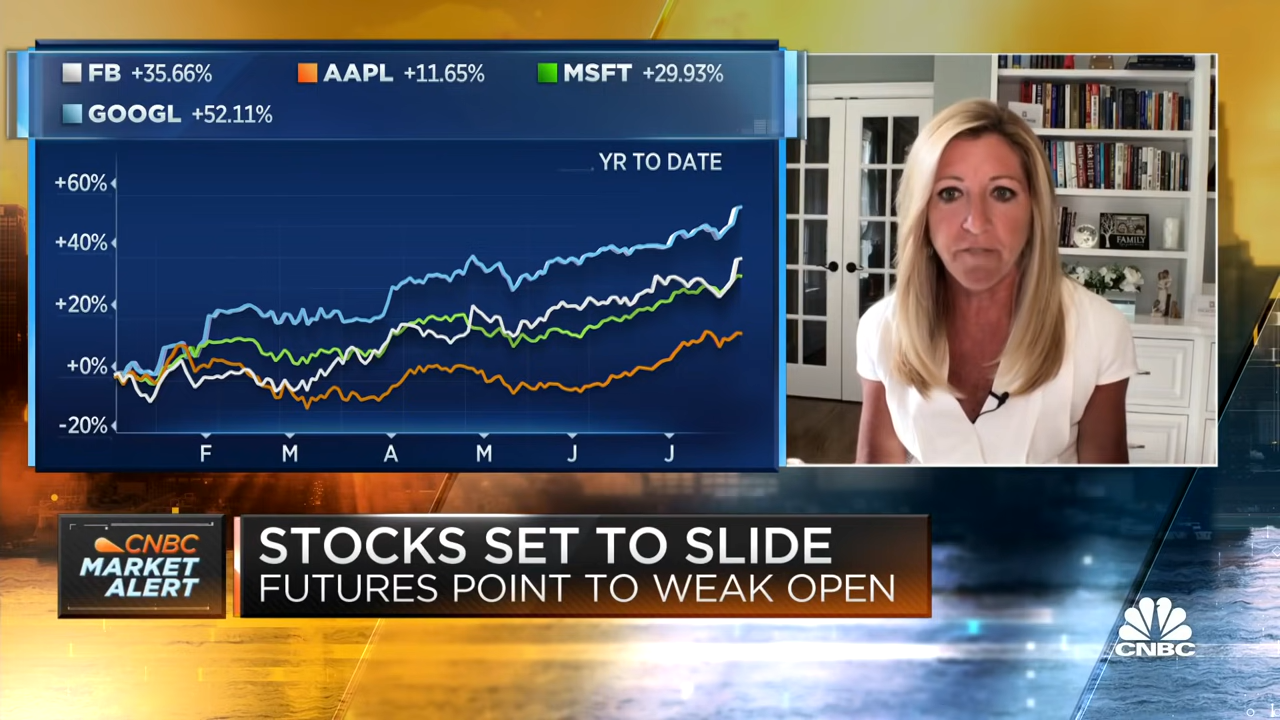 FB +35.66% AAPL +11.65% MSFT +29.93%
GOOGL +52.11%
YR TO DATE
+60%
+40%
+20%
+0%
-20%
F M A M J J
FAMILY
CNBC
MARKET
ALERT
STOCKS SET TO SLIDE
FUTURES POINT TO WEAK OPEN
CNBC